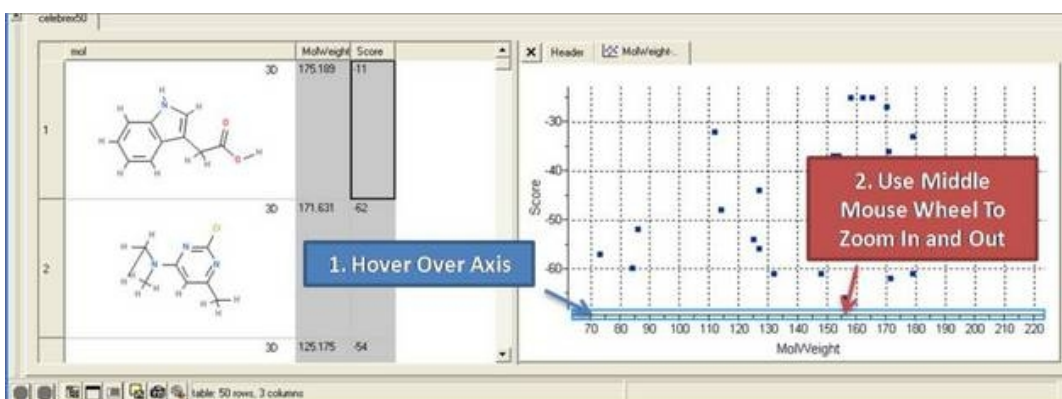 celebrex50
mol MolWeight Score
1 3D 175.189 -11
2 3D 171.631 -62
3D 125.175 -54
Header MolWeight-..
-30
-40
-50
-60
Score
70 80 90 100 110 120 130 140 150 160 170 180 190 200 210 220
MolWeight
1. Hover Over Axis
2. Use Middle
Mouse Wheel To
Zoom In and Out
table: 50 rows, 3 columns